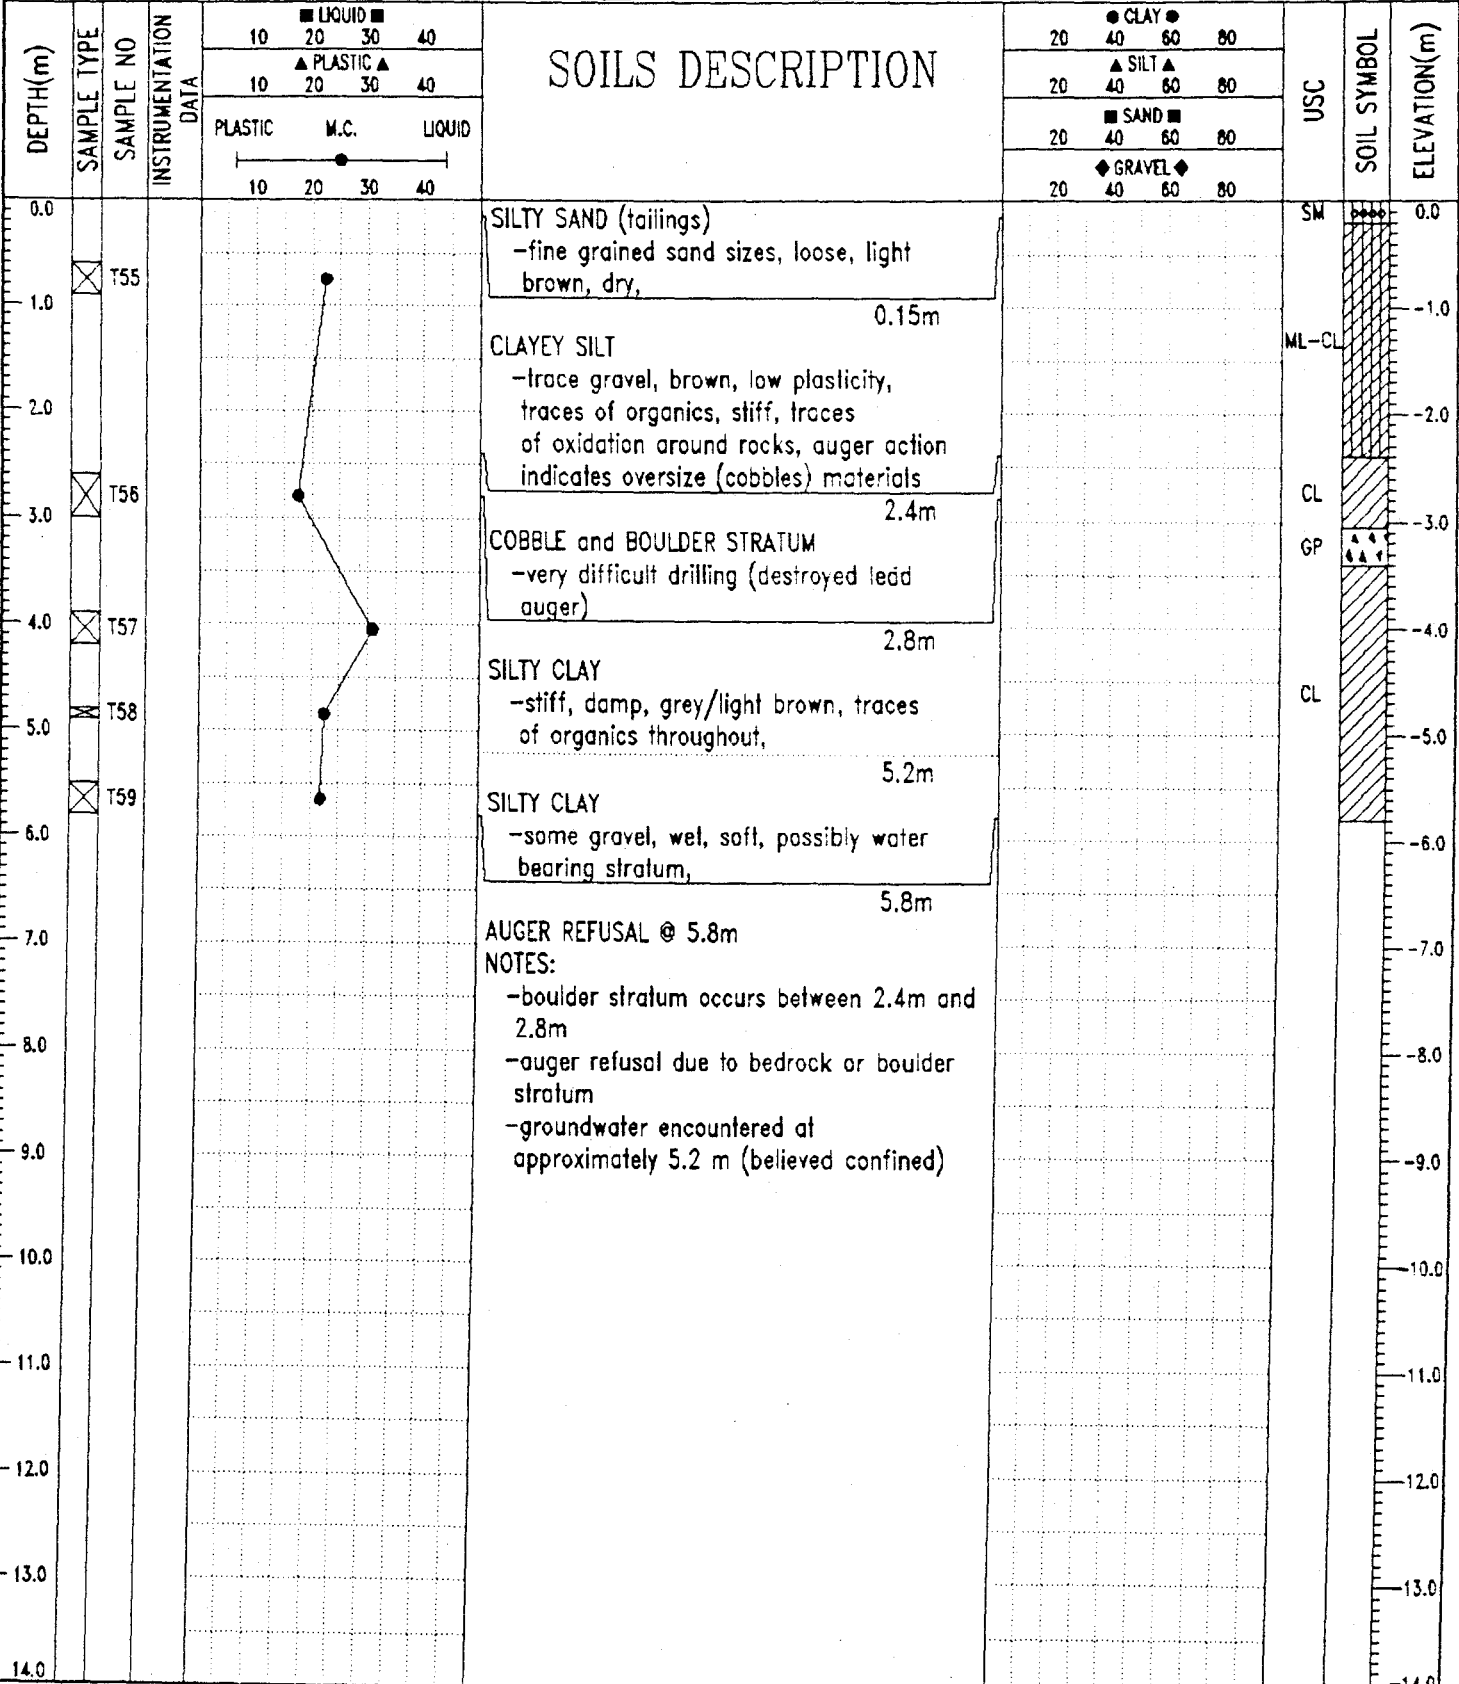 DEPTH(m)
SAMPLE TYPE
SAMPLE NO
INSTRUMENTATION
DATA
■ LIQUID ■
10 20 30 40
▲ PLASTIC ▲
10 20 30 40
PLASTIC M.C. LIQUID
10 20 30 40
SOILS DESCRIPTION
● CLAY ●
20 40 60 80
▲ SILT ▲
20 40 60 80
■ SAND ■
20 40 60 80
◆ GRAVEL ◆
20 40 60 80
USC
SOIL SYMBOL
ELEVATION(m)
0.0
1.0
2.0
3.0
4.0
5.0
6.0
7.0
8.0
9.0
10.0
11.0
12.0
13.0
14.0
T55
T56
T57
T58
T59
SILTY SAND (tailings)
-fine grained sand sizes, loose, light
brown, dry,
0.15m
CLAYEY SILT
-trace gravel, brown, low plasticity,
traces of organics, stiff, traces
of oxidation around rocks, auger action
indicates oversize (cobbles) materials
2.4m
COBBLE and BOULDER STRATUM
-very difficult drilling (destroyed lead
auger)
2.8m
SILTY CLAY
-stiff, damp, grey/light brown, traces
of organics throughout,
5.2m
SILTY CLAY
-some gravel, wet, soft, possibly water
bearing stratum,
5.8m
AUGER REFUSAL @ 5.8m
NOTES:
-boulder stratum occurs between 2.4m and
2.8m
-auger refusal due to bedrock or boulder
stratum
-groundwater encountered at
approximately 5.2 m (believed confined)
SM
ML-CL
CL
GP
CL
0.0
-1.0
-2.0
-3.0
-4.0
-5.0
-6.0
-7.0
-8.0
-9.0
-10.0
-11.0
-12.0
-13.0
-14.0